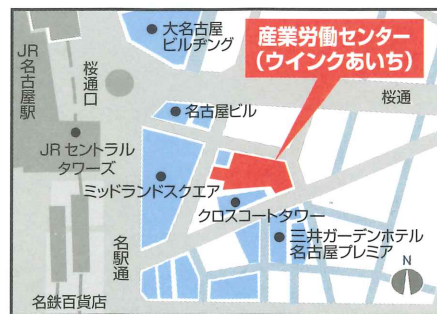 大名古屋
ビルヂング
産業労働センター
(ウインクあいち)
JR名古屋駅
桜通口
桜通
名古屋ビル
JRセントラル
タワーズ
ミッドランドスクエア
クロスコートタワー
名駅通
三井ガーデンホテル
名古屋プレミア
N
名鉄百貨店